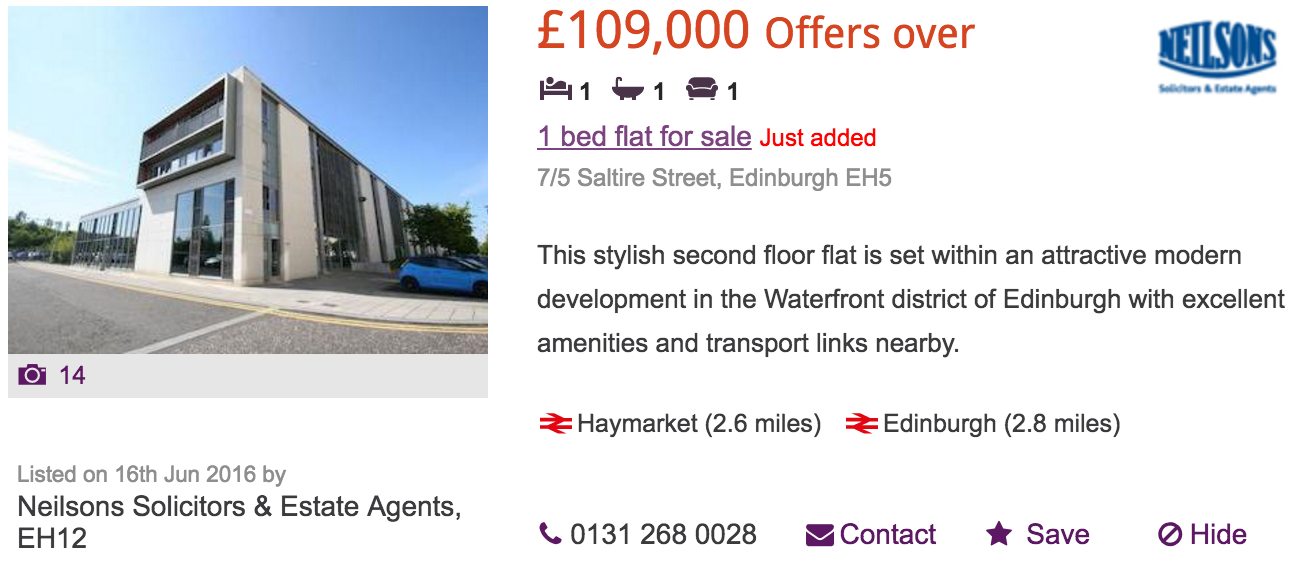 £109,000 Offers over
NEILSONS
Solicitors & Estate Agents
1 1 1
1 bed flat for sale Just added
7/5 Saltire Street, Edinburgh EH5
This stylish second floor flat is set within an attractive modern
development in the Waterfront district of Edinburgh with excellent
amenities and transport links nearby.
14
Haymarket (2.6 miles) Edinburgh (2.8 miles)
Listed on 16th Jun 2016 by
Neilsons Solicitors & Estate Agents,
EH12
0131 268 0028 Contact Save Hide